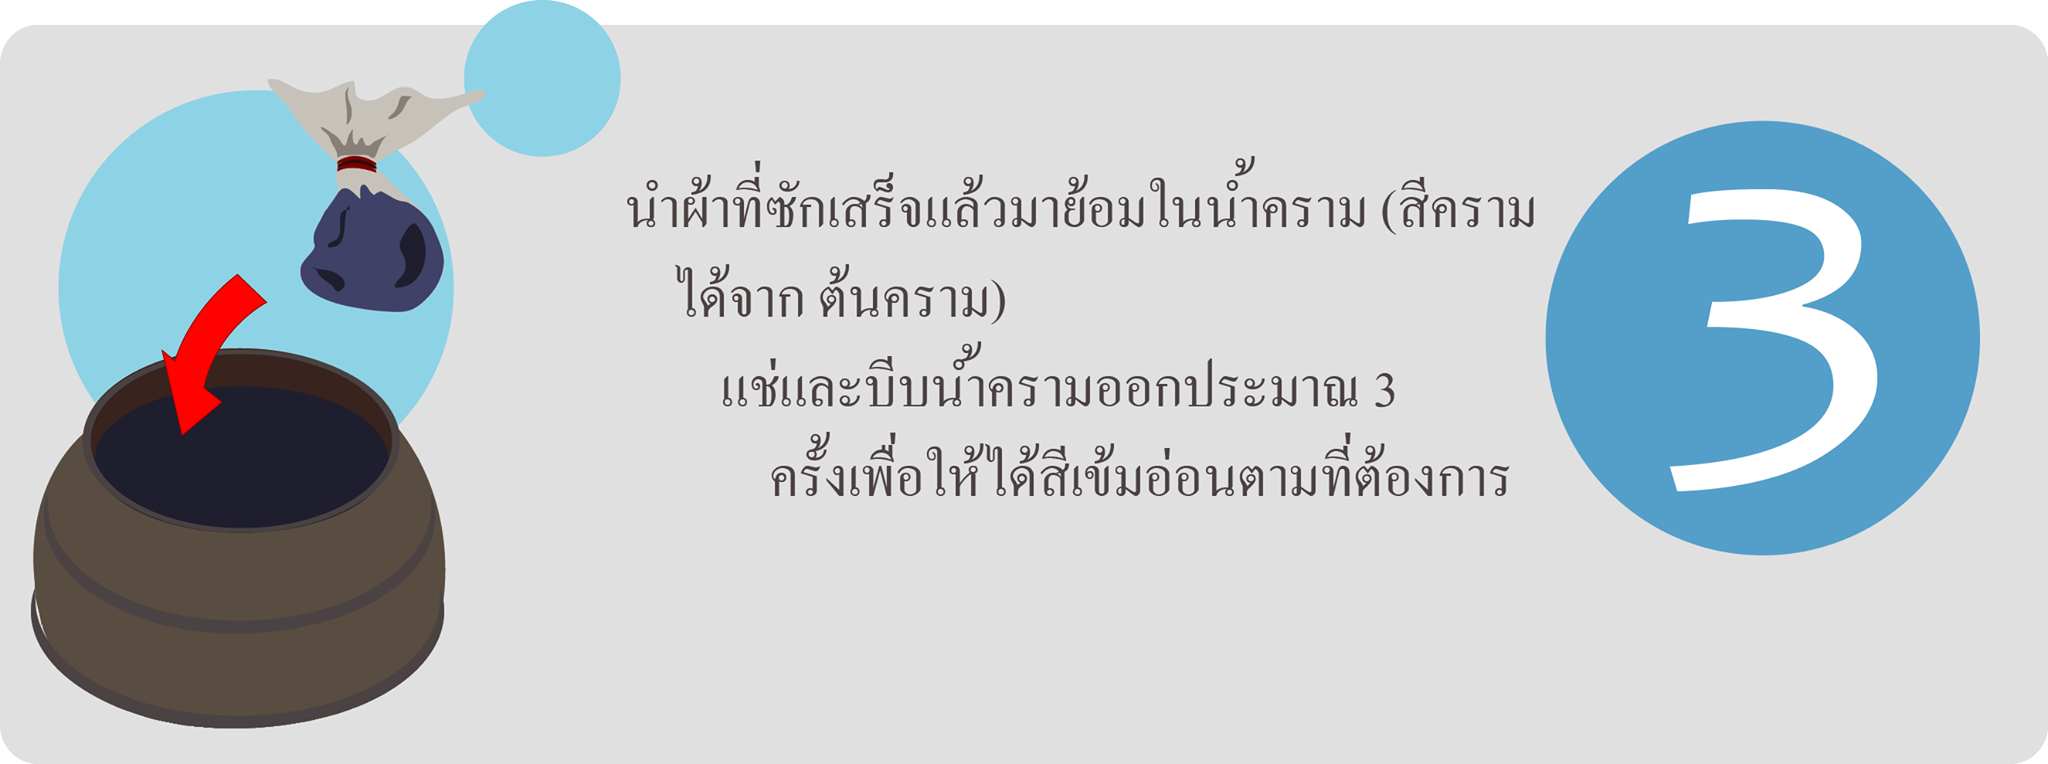 นำผ้าที่ซักเสร็จแล้วมาย้อมในน้ำคราม (สีคราม
ได้จาก ต้นคราม)
แช่และบีบน้ำครามออกประมาณ 3
ครั้งเพื่อให้ได้สีเข้มอ่อนตามที่ต้องการ
3